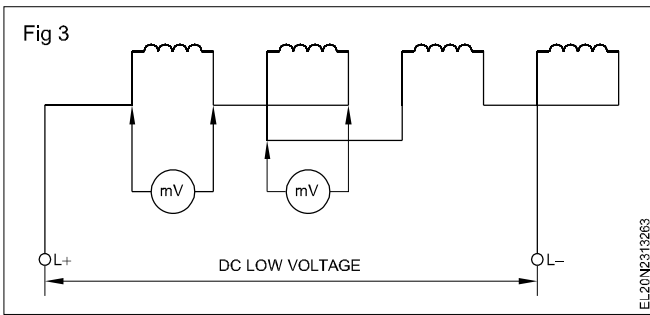 Fig 3
mV
mV
L+
DC LOW VOLTAGE
L–
EL20N2313263